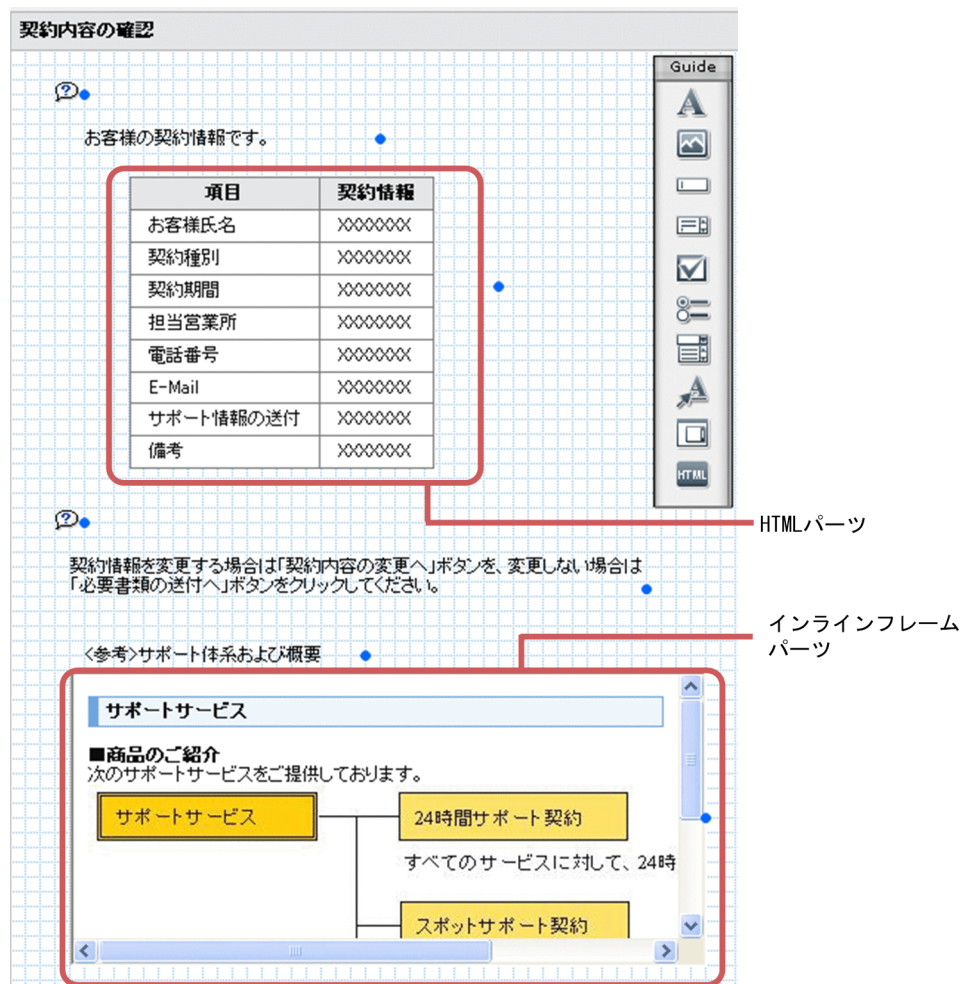 契約内容の確認
Guide
お客様の契約情報です。
項目 契約情報
お客様氏名 XXXXXXX
契約種別 XXXXXXX
契約期間 XXXXXXX
担当営業所 XXXXXXX
電話番号 XXXXXXX
E-Mail XXXXXXX
サポート情報の送付 XXXXXXX
備考 XXXXXXX
HTML
HTMLパーツ
契約情報を変更する場合は「契約内容の変更へ」ボタンを、変更しない場合は
「必要書類の送付へ」ボタンをクリックしてください。
インラインフレーム
パーツ
<参考>サポート体系および概要
サポートサービス
■商品のご紹介
次のサポートサービスをご提供しております。
サポートサービス
24時間サポート契約
すべてのサービスに対して、24時
スポットサポート契約